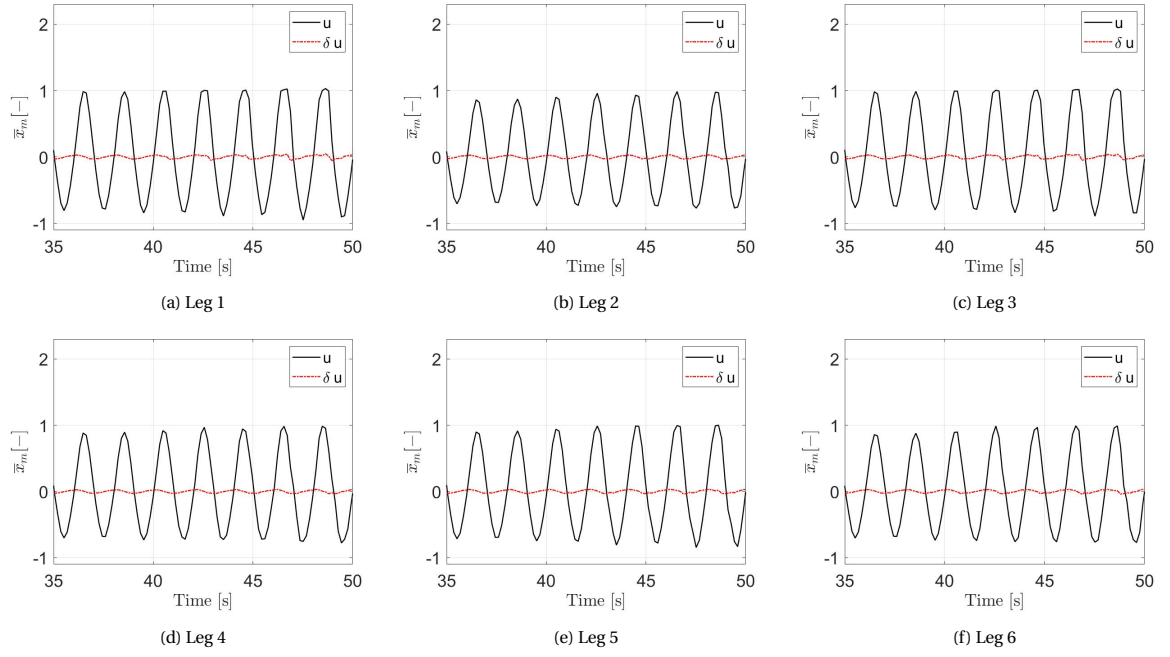 2
1
0
-1
x̅_m[−]
u
δ u
35 40 45 50
Time [s]
(a) Leg 1
2
1
0
-1
x̅_m[−]
u
δ u
35 40 45 50
Time [s]
(b) Leg 2
2
1
0
-1
x̅_m[−]
u
δ u
35 40 45 50
Time [s]
(c) Leg 3
2
1
0
-1
x̅_m[−]
u
δ u
35 40 45 50
Time [s]
(d) Leg 4
2
1
0
-1
x̅_m[−]
u
δ u
35 40 45 50
Time [s]
(e) Leg 5
2
1
0
-1
x̅_m[−]
u
δ u
35 40 45 50
Time [s]
(f) Leg 6